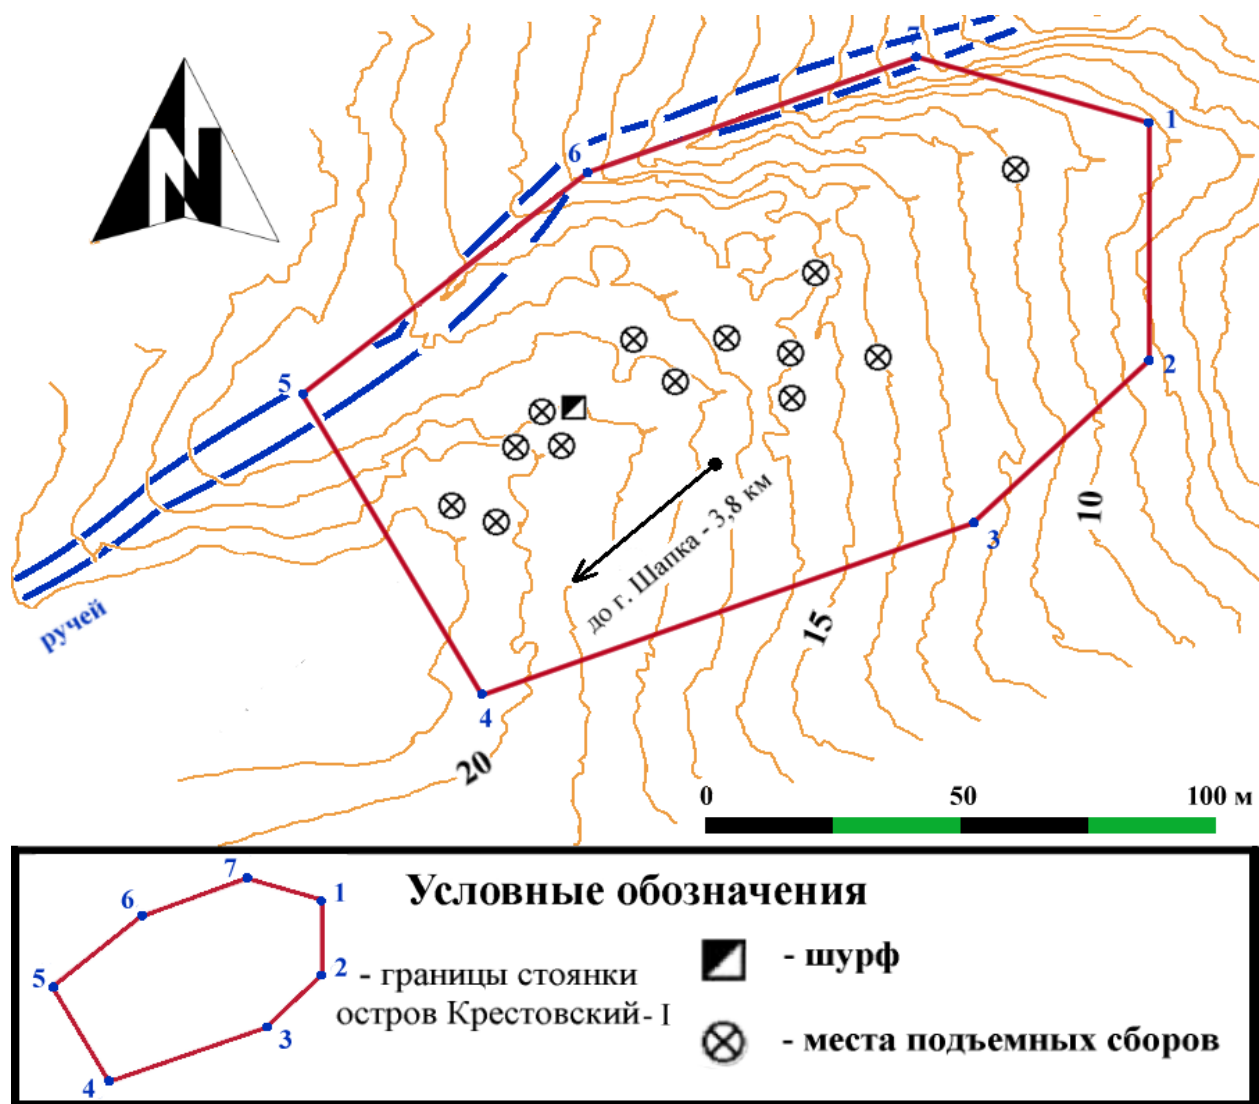 N
7
1
6
2
5
3
4
10
15
20
до г. Шапка - 3,8 км
ручей
0 50 100 м
Условные обозначения
7
1
6
2
5
3
4
- границы стоянки
остров Крестовский- I
- шурф
- места подъемных сборов